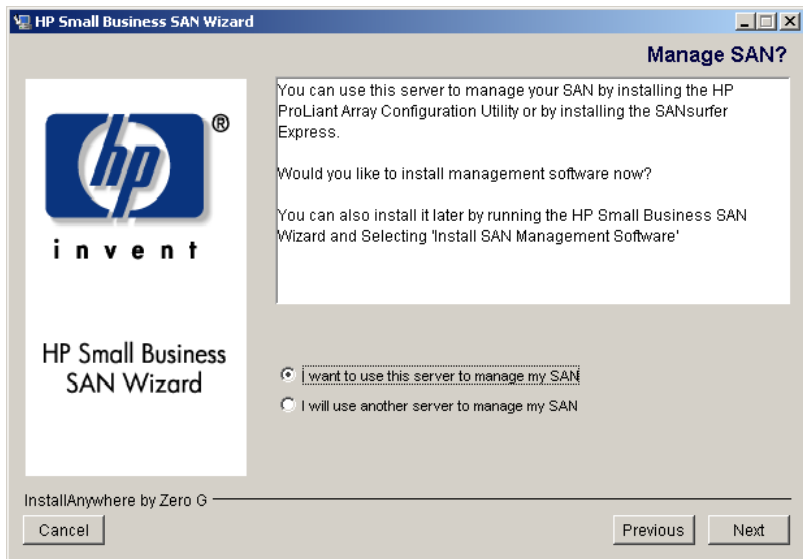 HP Small Business SAN Wizard
Manage SAN?
hp
®
invent
HP Small Business
SAN Wizard
You can use this server to manage your SAN by installing the HP
ProLiant Array Configuration Utility or by installing the SANsurfer
Express.
Would you like to install management software now?
You can also install it later by running the HP Small Business SAN
Wizard and Selecting 'Install SAN Management Software'
I want to use this server to manage my SAN
I will use another server to manage my SAN
InstallAnywhere by Zero G
Cancel
Previous
Next